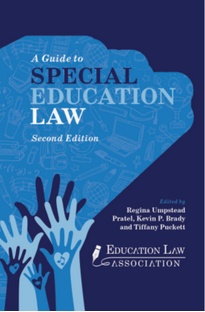 A Guide to
SPECIAL
EDUCATION
LAW
Second Edition
Edited by
Regina Umpstead
Pratel, Kevin P. Brady
and Tiffany Puckett
EDUCATION LAW
ASSOCIATION